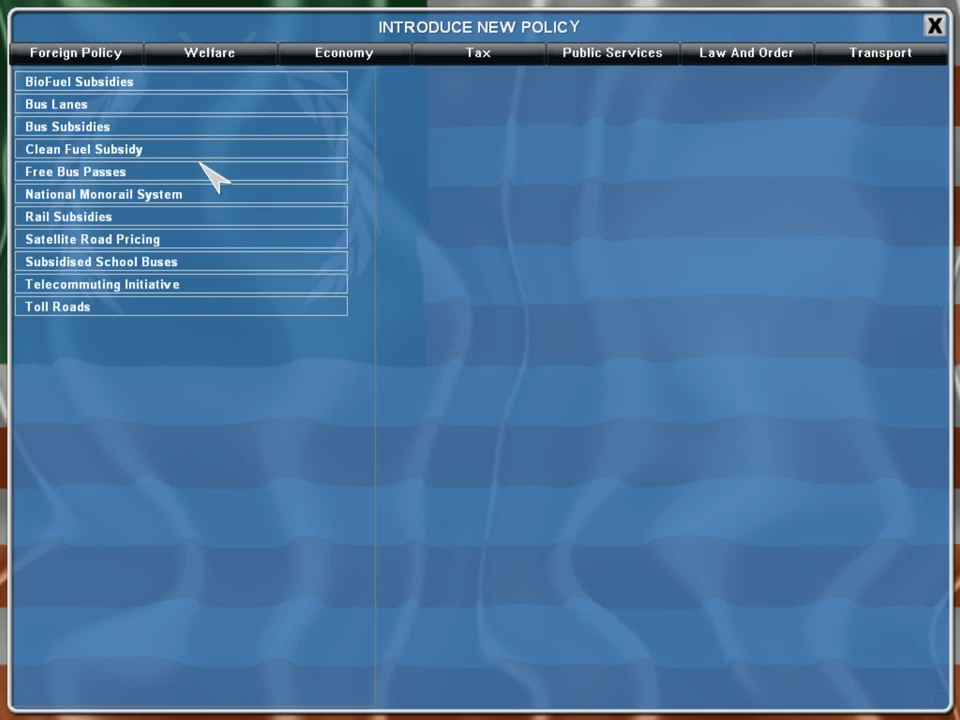 INTRODUCE NEW POLICY
X
Foreign Policy Welfare Economy Tax Public Services Law And Order Transport
BioFuel Subsidies
Bus Lanes
Bus Subsidies
Clean Fuel Subsidy
Free Bus Passes
National Monorail System
Rail Subsidies
Satellite Road Pricing
Subsidised School Buses
Telecommuting Initiative
Toll Roads